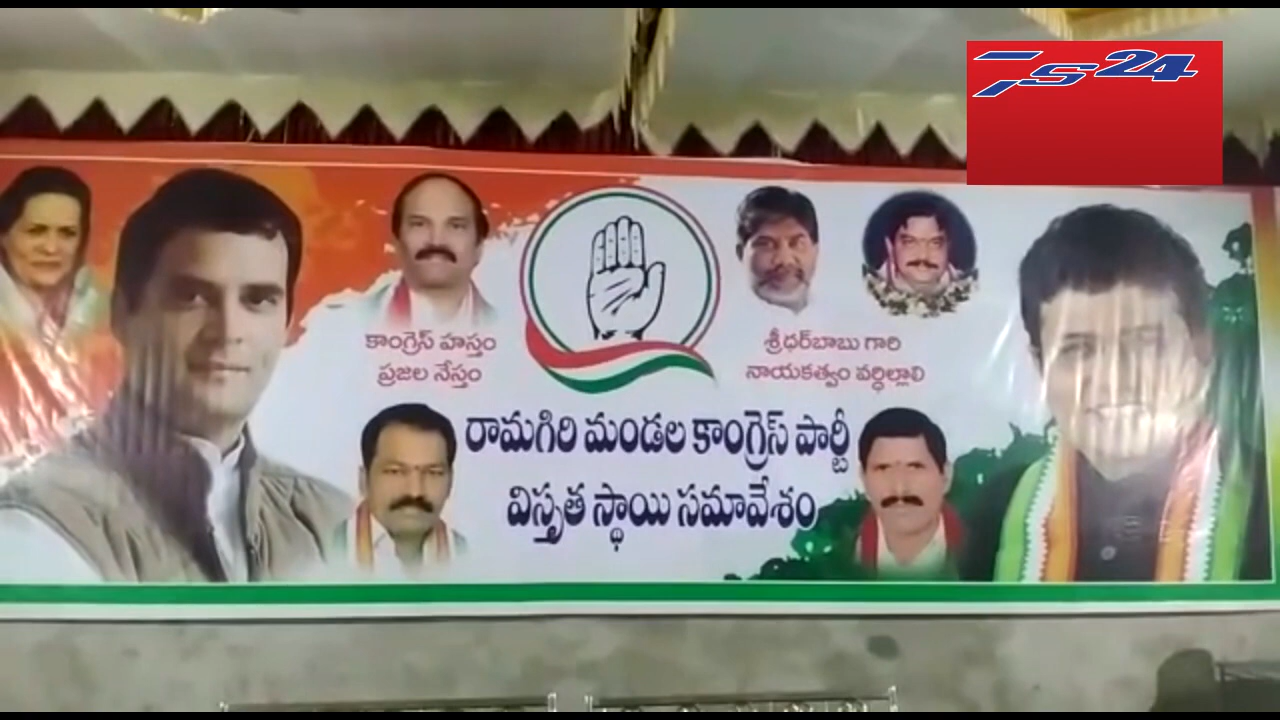 TS24
కాంగ్రెస్ హస్తం
ప్రజల నేస్తం
శ్రీధర్‌బాబు గారి
నాయకత్వం వర్ధిల్లాలి
రామగిరి మండల కాంగ్రెస్ పార్టీ
విస్తృత స్థాయి సమావేశం